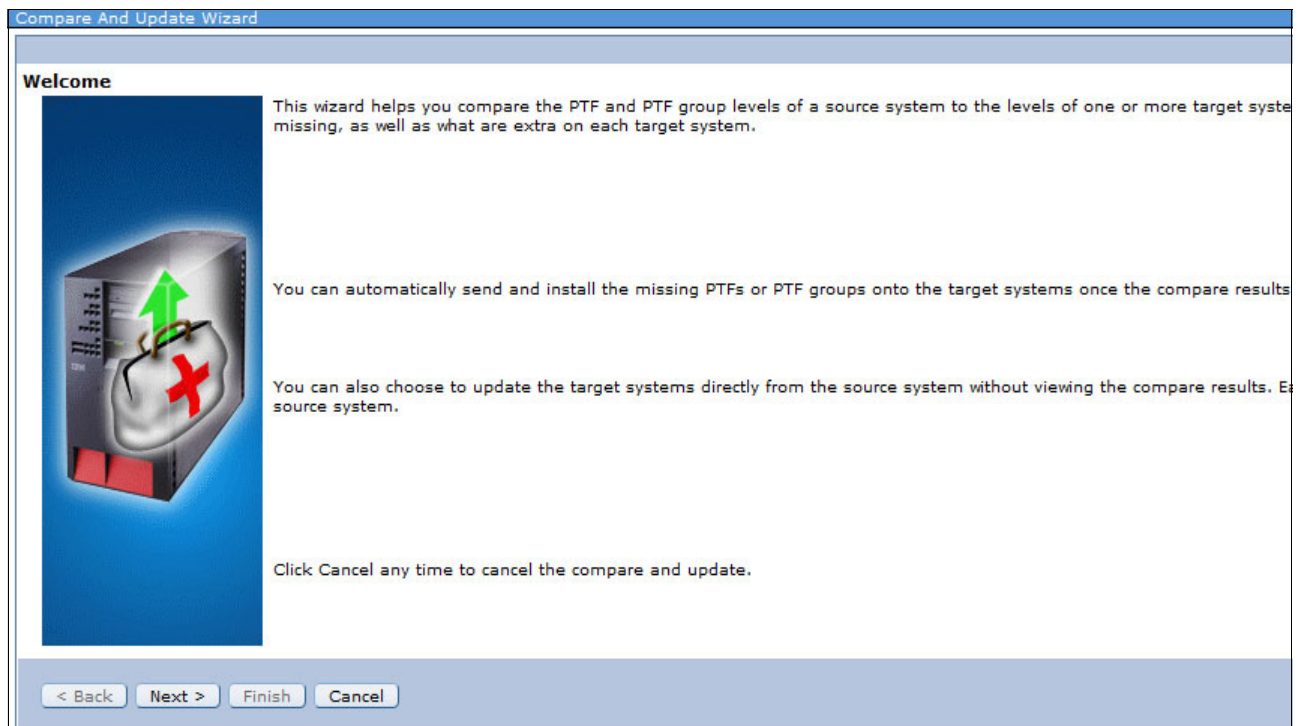 Compare And Update Wizard
Welcome
This wizard helps you compare the PTF and PTF group levels of a source system to the levels of one or more target syste
missing, as well as what are extra on each target system.
You can automatically send and install the missing PTFs or PTF groups onto the target systems once the compare results
You can also choose to update the target systems directly from the source system without viewing the compare results. Ea
source system.
Click Cancel any time to cancel the compare and update.
< Back Next > Finish Cancel